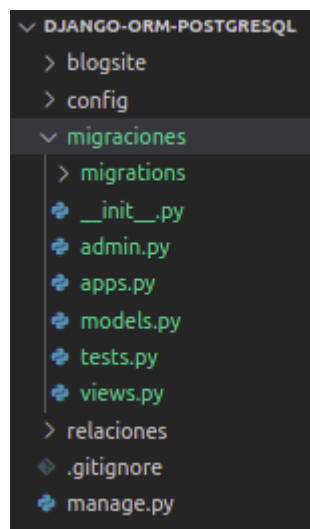 DJANGO-ORM-POSTGRESQL
blogsite
config
migraciones
migrations
__init__.py
admin.py
apps.py
models.py
tests.py
views.py
relaciones
.gitignore
manage.py